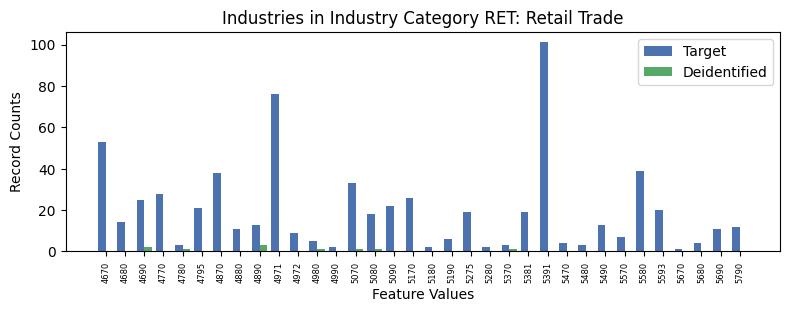 Industries in Industry Category RET: Retail Trade
Target
Deidentified
Record Counts
100
80
60
40
20
0
4670 4680 4690 4770 4780 4795 4870 4880 4890 4971 4972 4980 4990 5070 5080 5090 5170 5180 5190 5275 5280 5370 5381 5391 5470 5480 5490 5570 5580 5593 5670 5680 5690 5790
Feature Values